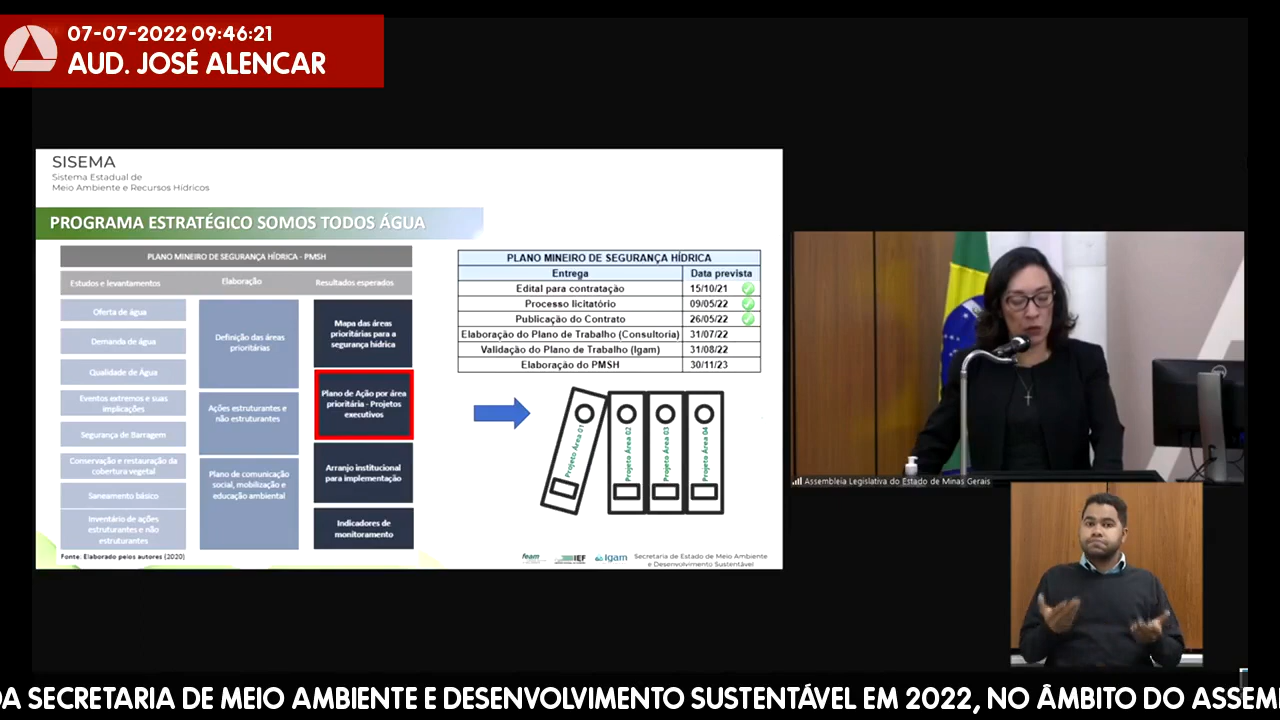 07-07-2022 09:46:21
AUD. JOSÉ ALENCAR
SISEMA
Sistema Estadual de
Meio Ambiente e Recursos Hídricos
PROGRAMA ESTRATÉGICO SOMOS TODOS ÁGUA
PLANO MINEIRO DE SEGURANÇA HÍDRICA - PMSH
Estudos e levantamentos
Elaboração
Resultados esperados
Oferta de água
Demanda de água
Qualidade de Água
Eventos extremos e suas
implicações
Segurança de Barragem
Conservação e restauração da
cobertura vegetal
Saneamento básico
Inventário de ações
estruturantes e não
estruturantes
Definição das áreas
prioritárias
Ações estruturantes e
não estruturantes
Plano de comunicação
social, mobilização e
educação ambiental
Mapa das áreas
prioritárias para a
segurança hídrica
Plano de Ação por área
prioritária - Projetos
executivos
Arranjo institucional
para implementação
Indicadores de
monitoramento
Fonte: Elaborado pelos autores (2020)
PLANO MINEIRO DE SEGURANÇA HÍDRICA
Entrega Data prevista
Edital para contratação 15/10/21
Processo licitatório 09/05/22
Publicação do Contrato 26/05/22
Elaboração do Plano de Trabalho (Consultoria) 31/07/22
Validação do Plano de Trabalho (Igam) 31/08/22
Elaboração do PMSH 30/11/23
Projeto Área 01
Projeto Área 02
Projeto Área 03
Projeto Área 04
feam
IEF
Igam
Secretaria de Estado de Meio Ambiente
e Desenvolvimento Sustentável
Assembleia Legislativa do Estado de Minas Gerais
DA SECRETARIA DE MEIO AMBIENTE E DESENVOLVIMENTO SUSTENTÁVEL EM 2022, NO ÂMBITO DO ASSEM